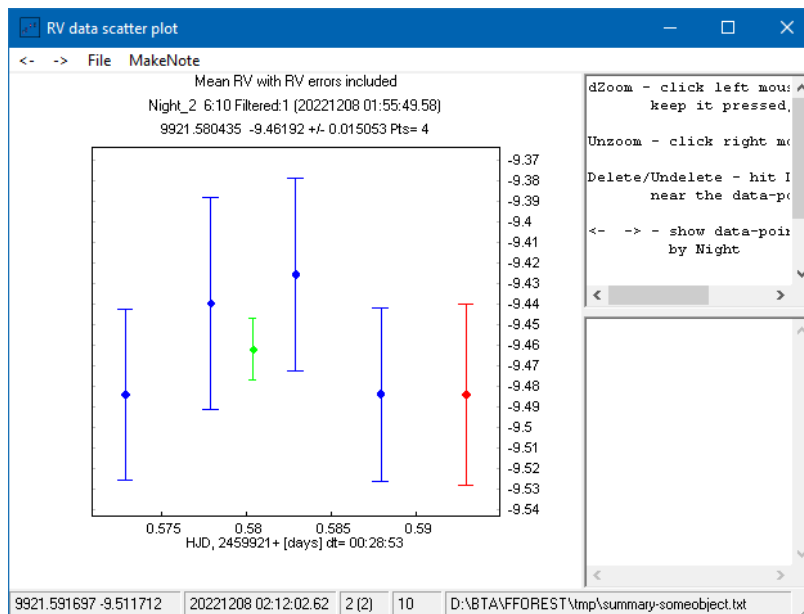 RV data scatter plot
<- -> File MakeNote
Mean RV with RV errors included
Night_2 6:10 Filtered:1 (20221208 01:55:49.58)
9921.580435 -9.46192 +/- 0.015053 Pts= 4
-9.37
-9.38
-9.39
-9.4
-9.41
-9.42
-9.43
-9.44
-9.45
-9.46
-9.47
-9.48
-9.49
-9.5
-9.51
-9.52
-9.53
-9.54
0.575 0.58 0.585 0.59
HJD, 2459921+ [days] dt= 00:28:53
dZoom - click left mous
keep it pressed,
Unzoom - click right mo
Delete/Undelete - hit D
near the data-po
<- -> - show data-poin
by Night
9921.591697 -9.511712 20221208 02:12:02.62 2 (2) 10 D:\BTA\FFOREST\tmp\summary-someobject.txt